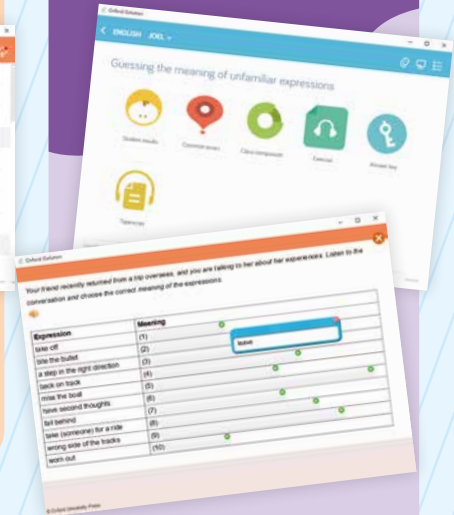 Oxford Solution
ENGLISH JOEL
Guessing the meaning of unfamiliar expressions
Student results
Common errors
Class comparison
Exercise
Answer key
Tapescript
Oxford Solution
Your friend recently returned from a trip overseas, and you are talking to her about her experiences. Listen to the
conversation and choose the correct meaning of the expressions.
Expression Meaning
take off (1)
bite the bullet (2)
a step in the right direction (3)
back on track (4)
miss the boat (5)
have second thoughts (6)
fall behind (7)
take (someone) for a ride (8)
wrong side of the tracks (9)
worn out (10)
leave
© Oxford University Press